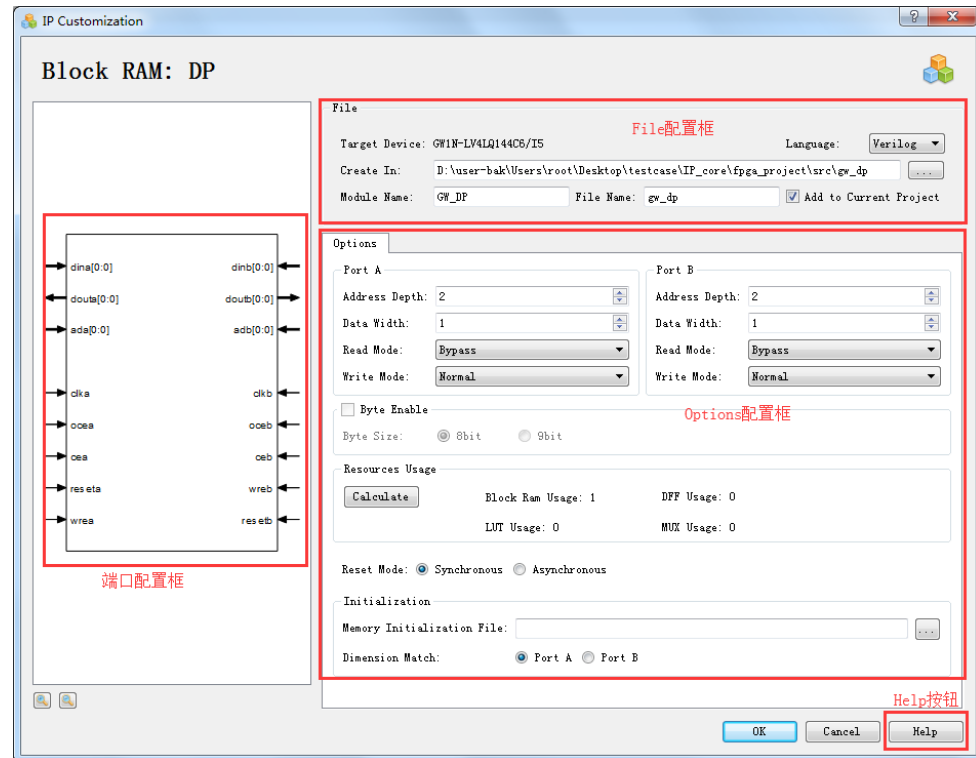 IP Customization
Block RAM: DP
File
File配置框
Target Device: GW1N-LV4LQ144C6/I5 Language: Verilog
Create In: D:\user-bak\Users\root\Desktop\testcase\IP_core\fpga_project\src\gw_dp ...
Module Name: GW_DP File Name: gw_dp Add to Current Project
dina[0:0] dinb[0:0]
douta[0:0] doutb[0:0]
ada[0:0] adb[0:0]
clka clkb
ocea oceb
cea ceb
reseta wreb
wrea resetb
端口配置框
Options
Port A Port B
Address Depth: 2 Address Depth: 2
Data Width: 1 Data Width: 1
Read Mode: Bypass Read Mode: Bypass
Write Mode: Normal Write Mode: Normal
Byte Enable
Options配置框
Byte Size: 8bit 9bit
Resources Usage
Calculate Block Ram Usage: 1 DFF Usage: 0
LUT Usage: 0 MUX Usage: 0
Reset Mode: Synchronous Asynchronous
Initialization
Memory Initialization File: ...
Dimension Match: Port A Port B
Help按钮
OK Cancel Help